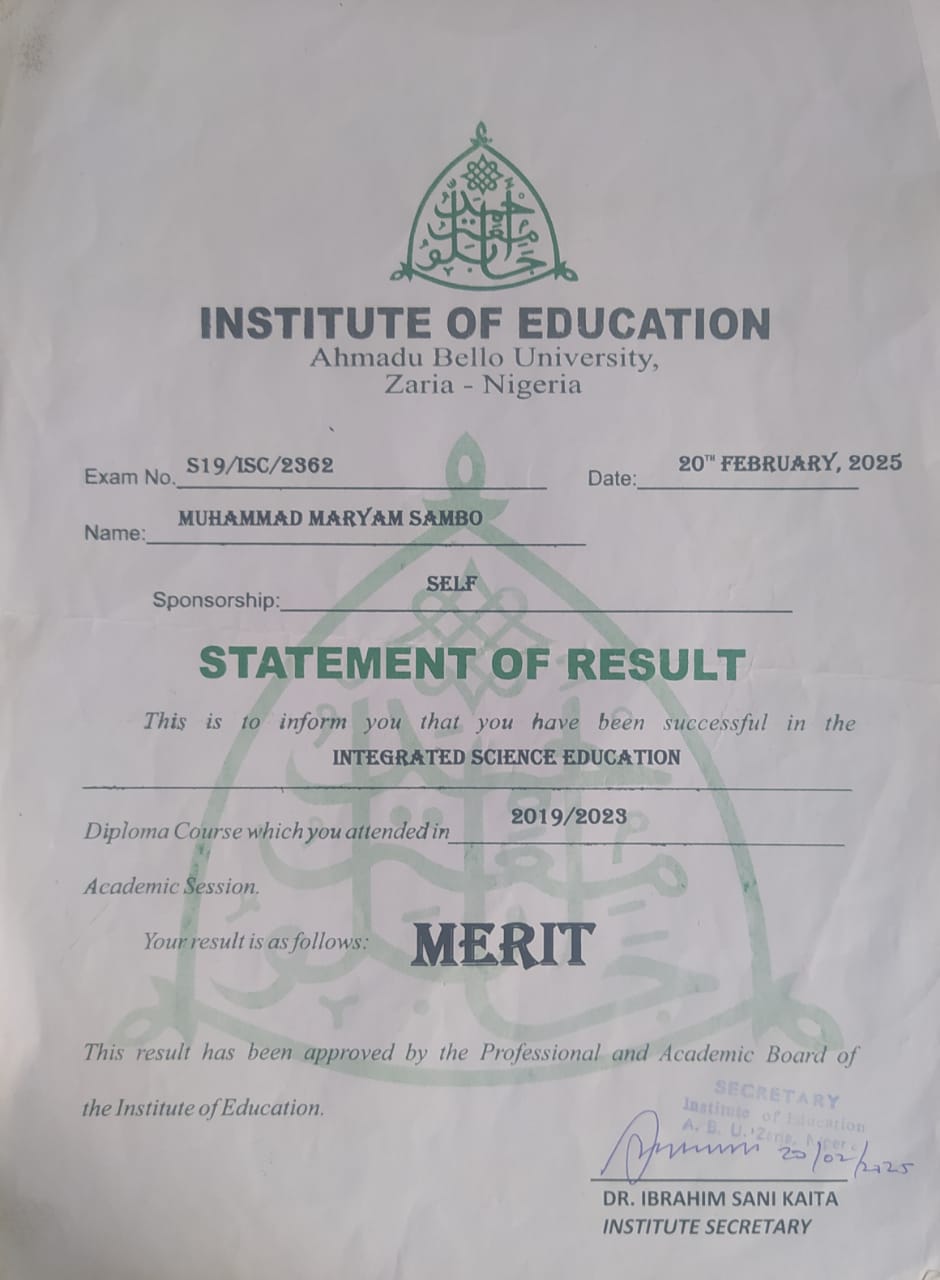 INSTITUTE OF EDUCATION
Ahmadu Bello University,
Zaria - Nigeria
Exam No. S19/ISC/2362 Date: 20TH FEBRUARY, 2025
Name: MUHAMMAD MARYAM SAMBO
Sponsorship: SELF
STATEMENT OF RESULT
This is to inform you that you have been successful in the
INTEGRATED SCIENCE EDUCATION
Diploma Course which you attended in 2019/2023
Academic Session.
Your result is as follows: MERIT
This result has been approved by the Professional and Academic Board of
the Institute of Education.
SECRETARY
Institute of Education
A. B. U. Zaria,
20/02/2025
DR. IBRAHIM SANI KAITA
INSTITUTE SECRETARY